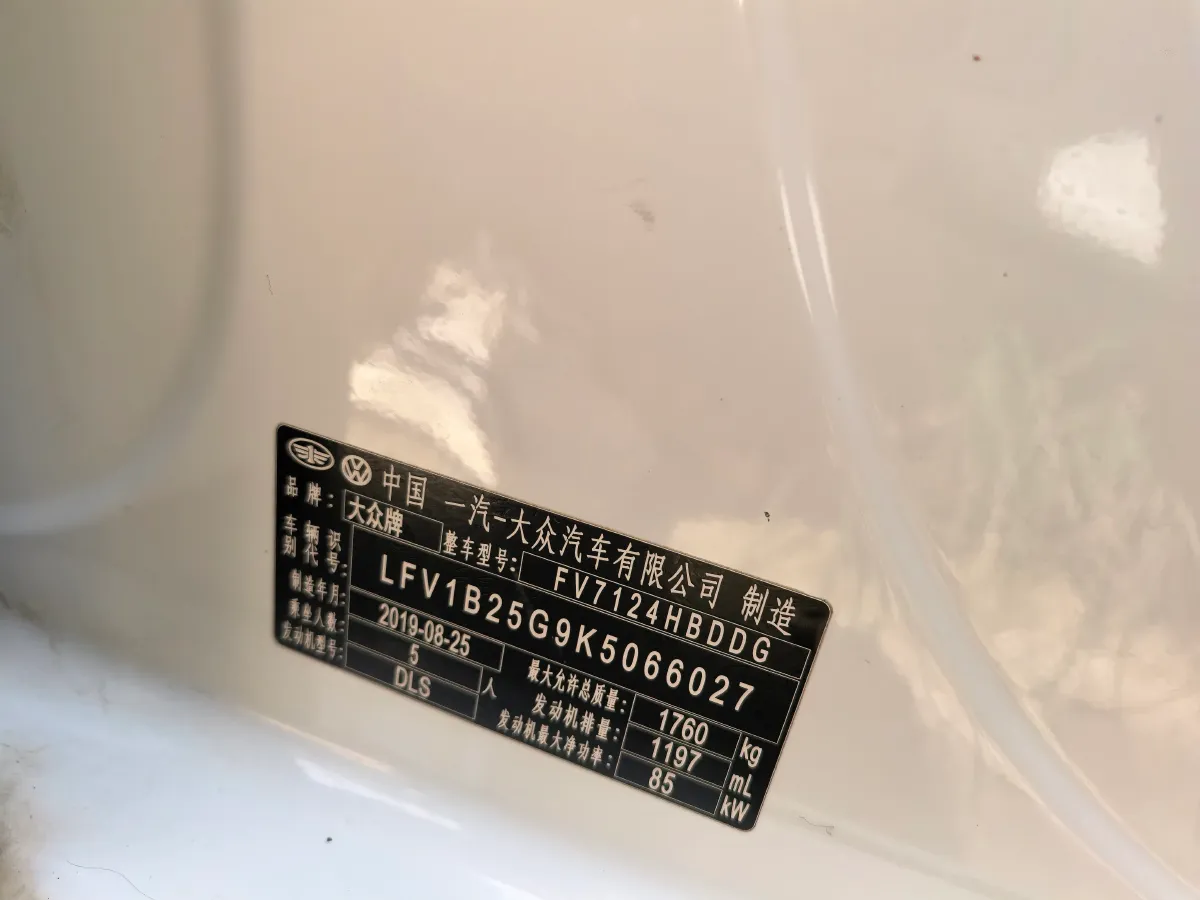 中国 一汽-大众汽车有限公司 制造
品牌: 大众牌 整车型号: FV7124HBDDG
车辆识别代号: LFV1B25G9K5066027
制造年月: 2019-08-25 最大允许总质量: 1760 kg
乘坐人数: 5 人 发动机排量: 1197 mL
发动机型号: DLS 发动机最大净功率: 85 kW